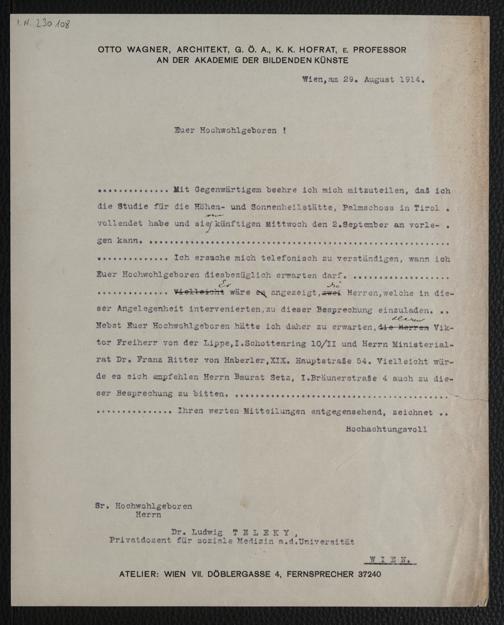 I.N. 230 108
OTTO WAGNER, ARCHITEKT, G. Ö. A., K. K. HOFRAT, E. PROFESSOR
AN DER AKADEMIE DER BILDENDEN KÜNSTE
Wien,am 29. August 1914.
Euer Hochwohlgeboren !
.............. Mit Gegenwärtigem beehre ich mich mitzuteilen, daß ich
die Studie für die Höhen- und Sonnenheilstätte, Palmschoss in Tirol .
vollendet habe und sie künftigen Mittwoch den 2.September an vorle- .
gen kann. ..........................................................
.............. Ich ersuche mich telefonisch zu verständigen, wann ich
Euer Hochwohlgeboren diesbezüglich erwarten darf. ....................
.............. Vielleicht Es wäre es angezeigt, zwei die Herren,welche in die-
ser Angelegenheit intervenierten,zu dieser Besprechung einzuladen. ..
Nebst Euer Hochwohlgeboren hätte ich daher zu erwarten, die Herren Herrn Vik-
tor Freiherr von der Lippe,I.Schottenring 10/II und Herrn Ministerial-
rat Dr. Franz Ritter von Haberler,XIX. Hauptstraße 54. Vielleicht wür-
de es sich empfehlen Herrn Baurat Setz, I.Bräunerstraße 4 auch zu die-
ser Besprechung zu bitten. ..........................................
............... Ihren werten Mitteilungen entgegensehend, zeichnet ..
Hochachtungsvoll
Sr. Hochwohlgeboren
Herrn
Dr. Ludwig T E L E K Y ,
Privatdozent für soziale Medizin a.d.Universität
W I E N.
ATELIER: WIEN VII. DÖBLERGASSE 4, FERNSPRECHER 37240